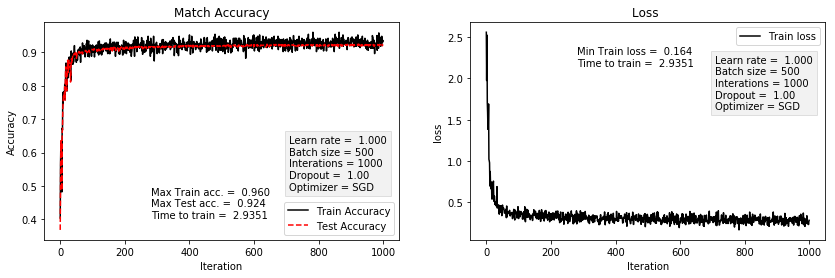 Match Accuracy
0.9
0.8
0.7
0.6
0.5
0.4
Accuracy
0
200
400
600
800
1000
Iteration
Learn rate =  1.000
Batch size = 500
Interations = 1000
Dropout =  1.00
Optimizer = SGD
Max Train acc. =  0.960
Max Test acc. =  0.924
Time to train =  2.9351
Train Accuracy
Test Accuracy
Loss
2.5
2.0
1.5
1.0
0.5
loss
0
200
400
600
800
1000
Iteration
Train loss
Min Train loss =  0.164
Time to train =  2.9351
Learn rate =  1.000
Batch size = 500
Interations = 1000
Dropout =  1.00
Optimizer = SGD